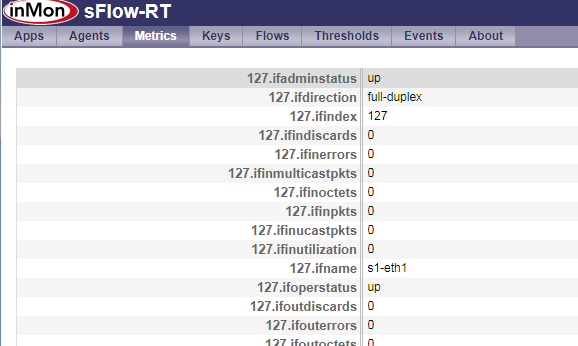 inMon sFlow-RT
Apps Agents Metrics Keys Flows Thresholds Events About
127.ifadminstatus up
127.ifdirection full-duplex
127.ifindex 127
127.ifindiscards 0
127.ifinerrors 0
127.ifinmulticastpkts 0
127.ifinoctets 0
127.ifinpkts 0
127.ifinucastpkts 0
127.ifinutilization 0
127.ifname s1-eth1
127.ifoperstatus up
127.ifoutdiscards 0
127.ifouterrors 0
127.ifoutoctets 0